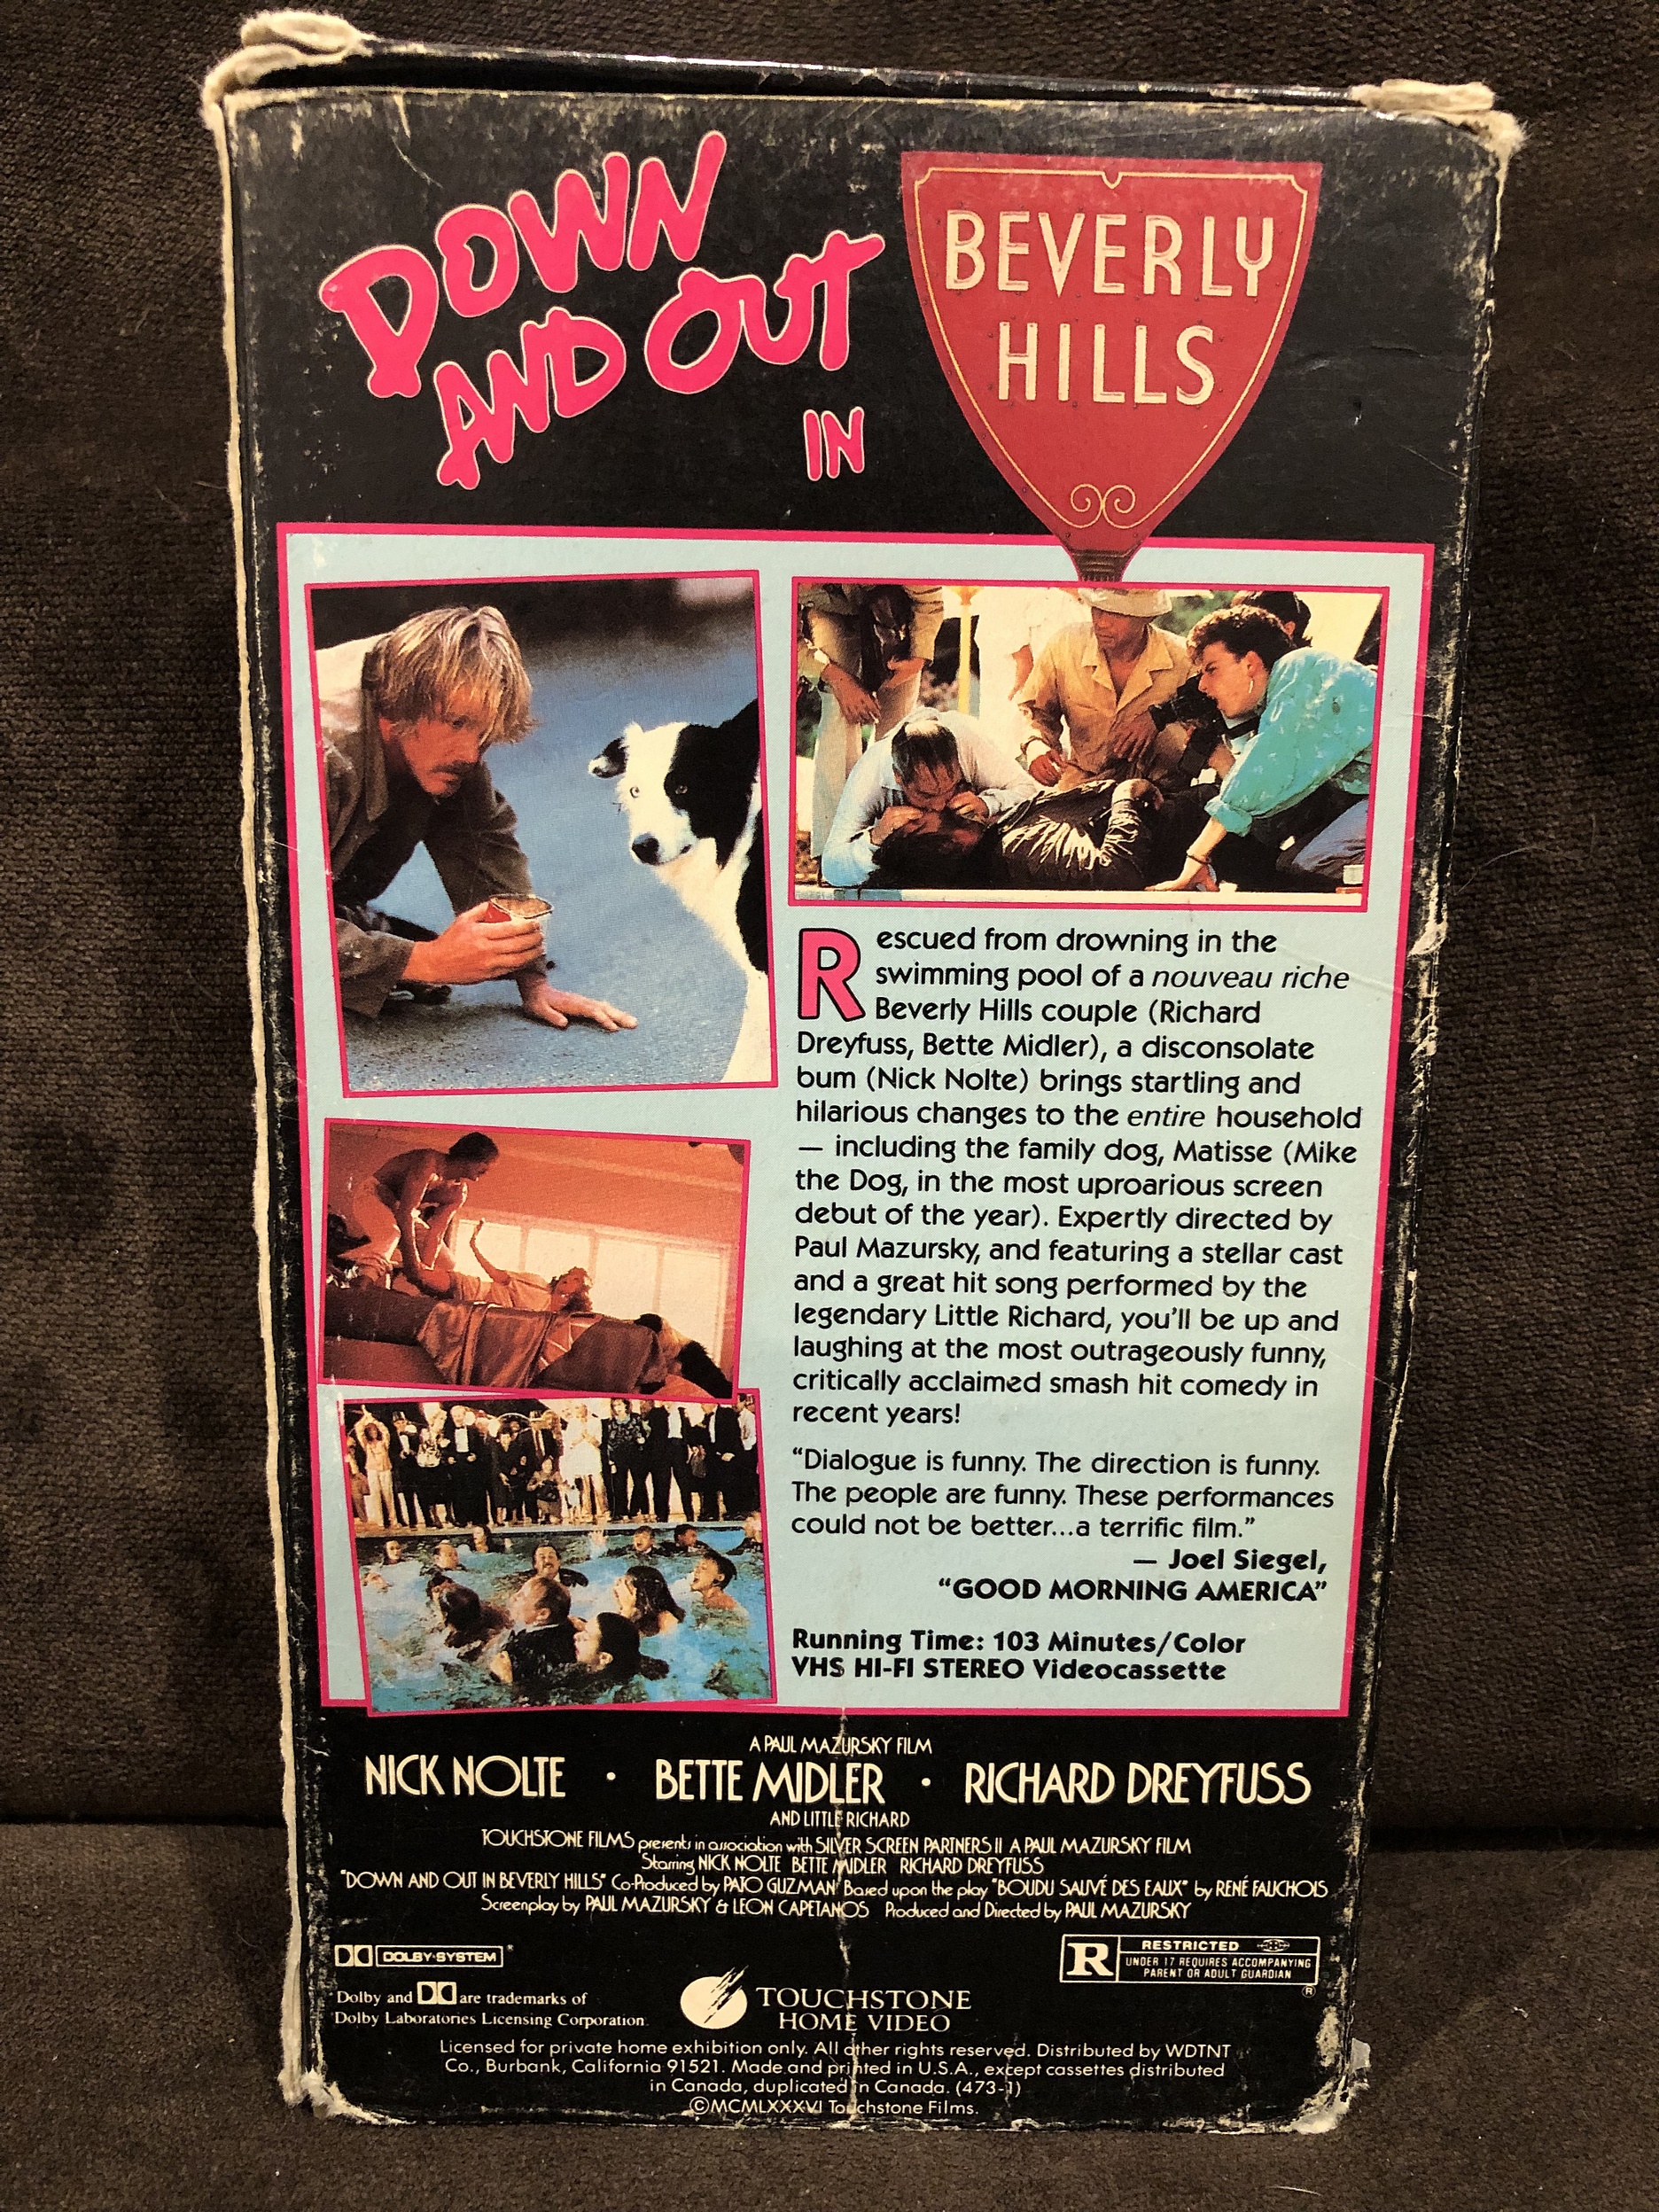 DOWN
AND OUT
IN
BEVERLY
HILLS
Rescued from drowning in the
swimming pool of a nouveau riche
Beverly Hills couple (Richard
Dreyfuss, Bette Midler), a disconsolate
bum (Nick Nolte) brings startling and
hilarious changes to the entire household
— including the family dog, Matisse (Mike
the Dog, in the most uproarious screen
debut of the year). Expertly directed by
Paul Mazursky, and featuring a stellar cast
and a great hit song performed by the
legendary Little Richard, you'll be up and
laughing at the most outrageously funny,
critically acclaimed smash hit comedy in
recent years!
“Dialogue is funny. The direction is funny.
The people are funny. These performances
could not be better...a terrific film.”
— Joel Siegel,
“GOOD MORNING AMERICA”
Running Time: 103 Minutes/Color
VHS HI-FI STEREO Videocassette
A PAUL MAZURSKY FILM
NICK NOLTE · BETTE MIDLER · RICHARD DREYFUSS
AND LITTLE RICHARD
TOUCHSTONE FILMS presents in association with SILVER SCREEN PARTNERS II A PAUL MAZURSKY FILM
Starring NICK NOLTE BETTE MIDLER RICHARD DREYFUSS
"DOWN AND OUT IN BEVERLY HILLS" Co-Produced by PATO GUZMAN Based upon the play "BOUDU SAUVÉ DES EAUX" by RENÉ FAUCHOIS
Screenplay by PAUL MAZURSKY & LEON CAPETANOS Produced and Directed by PAUL MAZURSKY
DOLBY SYSTEM®
Dolby and DD are trademarks of
Dolby Laboratories Licensing Corporation.
TOUCHSTONE
HOME VIDEO
R RESTRICTED
UNDER 17 REQUIRES ACCOMPANYING
PARENT OR ADULT GUARDIAN
®
Licensed for private home exhibition only. All other rights reserved. Distributed by WDTNT
Co., Burbank, California 91521. Made and printed in U.S.A., except cassettes distributed
in Canada, duplicated in Canada. (473-1)
©MCMLXXXVI Touchstone Films.